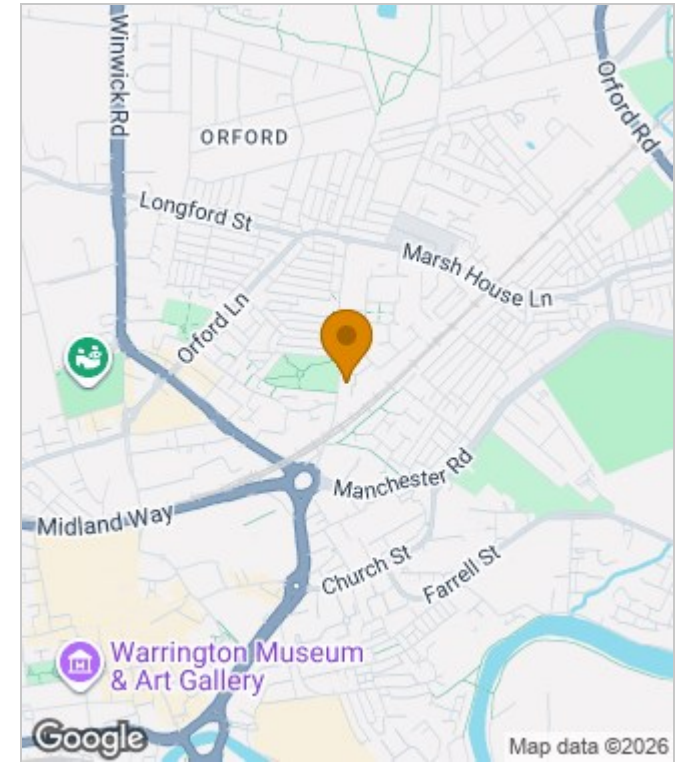 Winwick Rd
Orford Rd
ORFORD
Longford St
Marsh House Ln
Orford Ln
Manchester Rd
Midland Way
Church St
Farrell St
Warrington Museum
& Art Gallery
Google
Map data ©2026